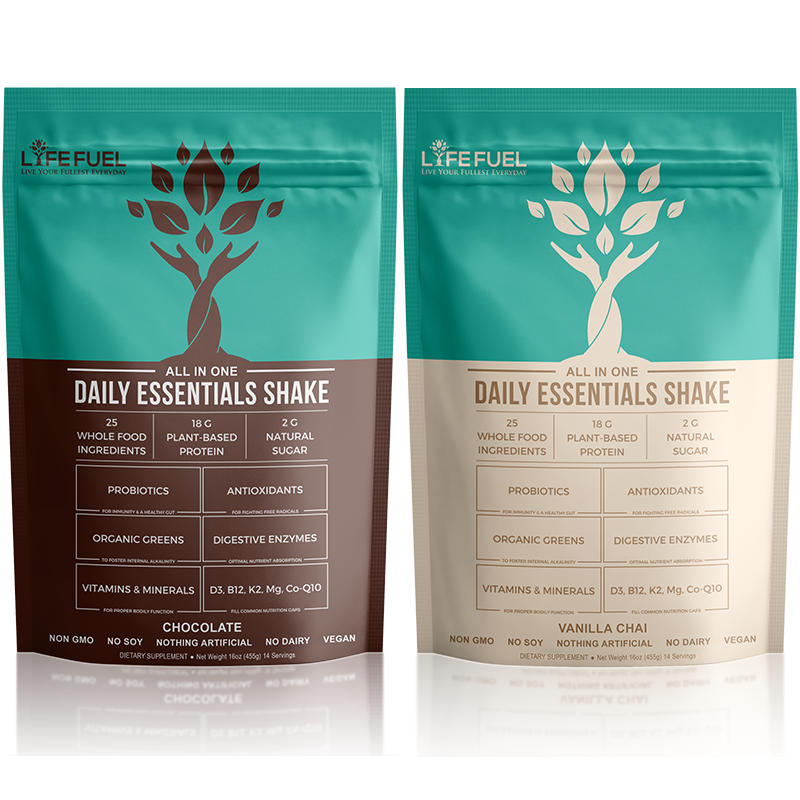 LIFEFUEL
LIVE YOUR FULLEST EVERYDAY
ALL IN ONE
DAILY ESSENTIALS SHAKE
25
WHOLE FOOD
INGREDIENTS
18 G
PLANT-BASED
PROTEIN
2 G
NATURAL
SUGAR
PROBIOTICS
FOR IMMUNITY & A HEALTHY GUT
ANTIOXIDANTS
FOR FIGHTING FREE RADICALS
ORGANIC GREENS
TO FOSTER INTERNAL ALKALINITY
DIGESTIVE ENZYMES
OPTIMAL NUTRIENT ABSORPTION
VITAMINS & MINERALS
FOR PROPER BODILY FUNCTION
D3, B12, K2, Mg, Co-Q10
FILL COMMON NUTRITION GAPS
CHOCOLATE
NON GMO NO SOY NOTHING ARTIFICIAL NO DAIRY VEGAN
DIETARY SUPPLEMENT ● Net Weight 16oz (455g) 14 Servings
LIFEFUEL
LIVE YOUR FULLEST EVERYDAY
ALL IN ONE
DAILY ESSENTIALS SHAKE
25
WHOLE FOOD
INGREDIENTS
18 G
PLANT-BASED
PROTEIN
2 G
NATURAL
SUGAR
PROBIOTICS
FOR IMMUNITY & A HEALTHY GUT
ANTIOXIDANTS
FOR FIGHTING FREE RADICALS
ORGANIC GREENS
TO FOSTER INTERNAL ALKALINITY
DIGESTIVE ENZYMES
OPTIMAL NUTRIENT ABSORPTION
VITAMINS & MINERALS
FOR PROPER BODILY FUNCTION
D3, B12, K2, Mg, Co-Q10
FILL COMMON NUTRITION GAPS
VANILLA CHAI
NON GMO NO SOY NOTHING ARTIFICIAL NO DAIRY VEGAN
DIETARY SUPPLEMENT ● Net Weight 16oz (455g) 14 Servings